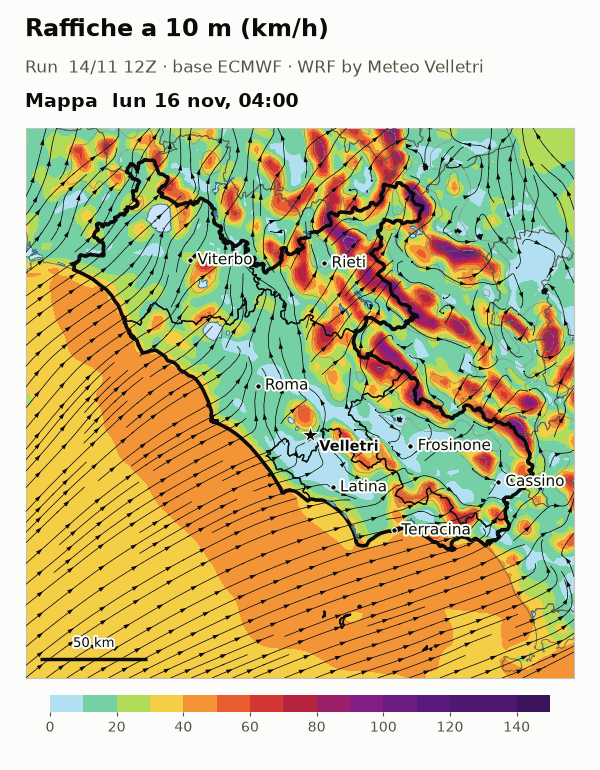 Raffiche a 10 m (km/h)
Run 14/11 12Z · base ECMWF · WRF by Meteo Velletri
Mappa lun 16 nov, 04:00
Viterbo
Rieti
Roma
Velletri
Frosinone
Latina
Cassino
Terracina
50 km
0 20 40 60 80 100 120 140